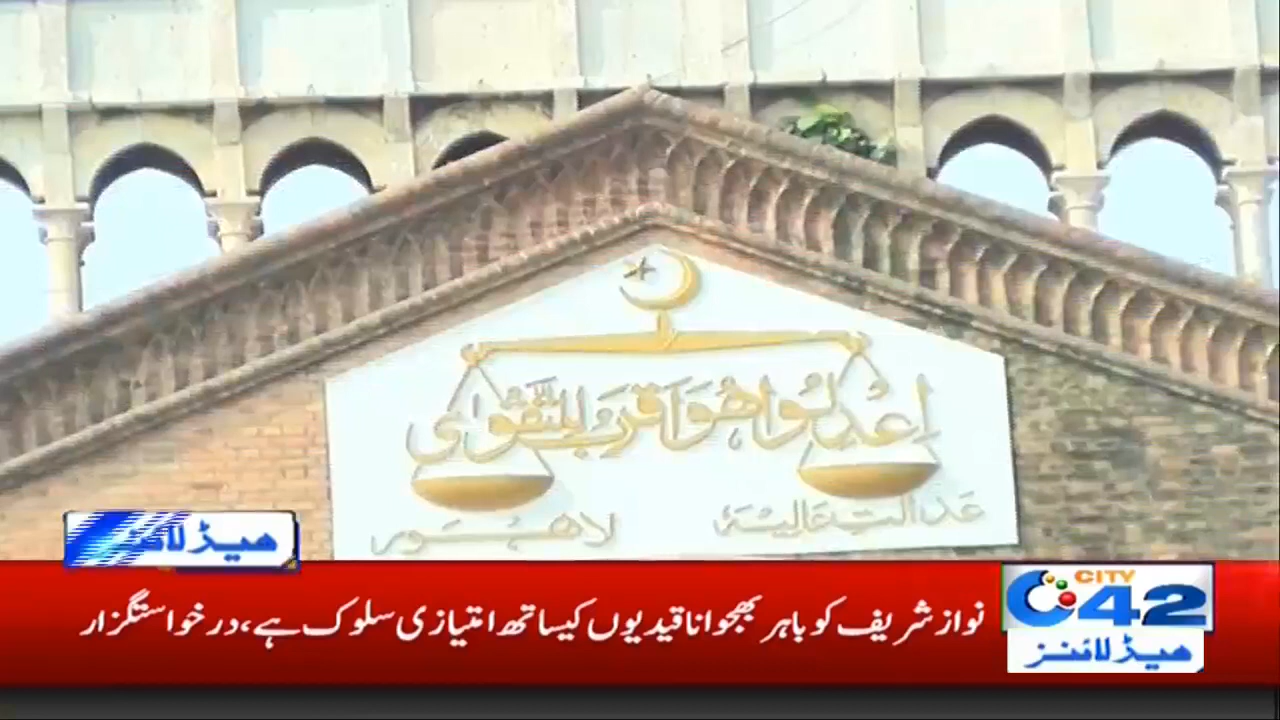 اعدلوا هو اقرب للتقوى
عدالت عالیہ
لاہور
ہیڈ لائنز
نواز شریف کو باہر بھجوانا قیدیوں کیساتھ امتیازی سلوک ہے، درخواستگزار
CITY
42
ہیڈ لائنز